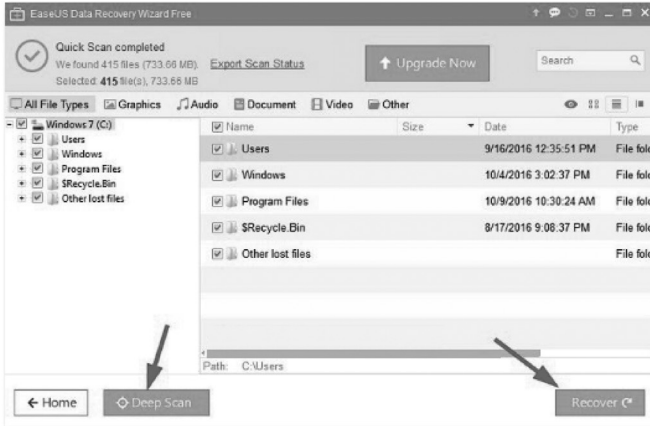 EaseUS Data Recovery Wizard Free
Quick Scan completed
We found 415 files (733.66 MB). Export Scan Status
Selected 415 file(s), 733.66 MB
Upgrade Now
Search
All File Types Graphics Audio Document Video Other
Windows 7 (C:)
Users
Windows
Program Files
$Recycle.Bin
Other lost files
Name Size Date Type
Users 9/16/2016 12:35:51 PM File fold
Windows 10/4/2016 3:02:37 PM File fold
Program Files 10/9/2016 10:30:24 AM File fold
$Recycle.Bin 8/17/2016 9:08:37 PM File fold
Other lost files File fold
Path: C:\Users
Home Deep Scan Recover